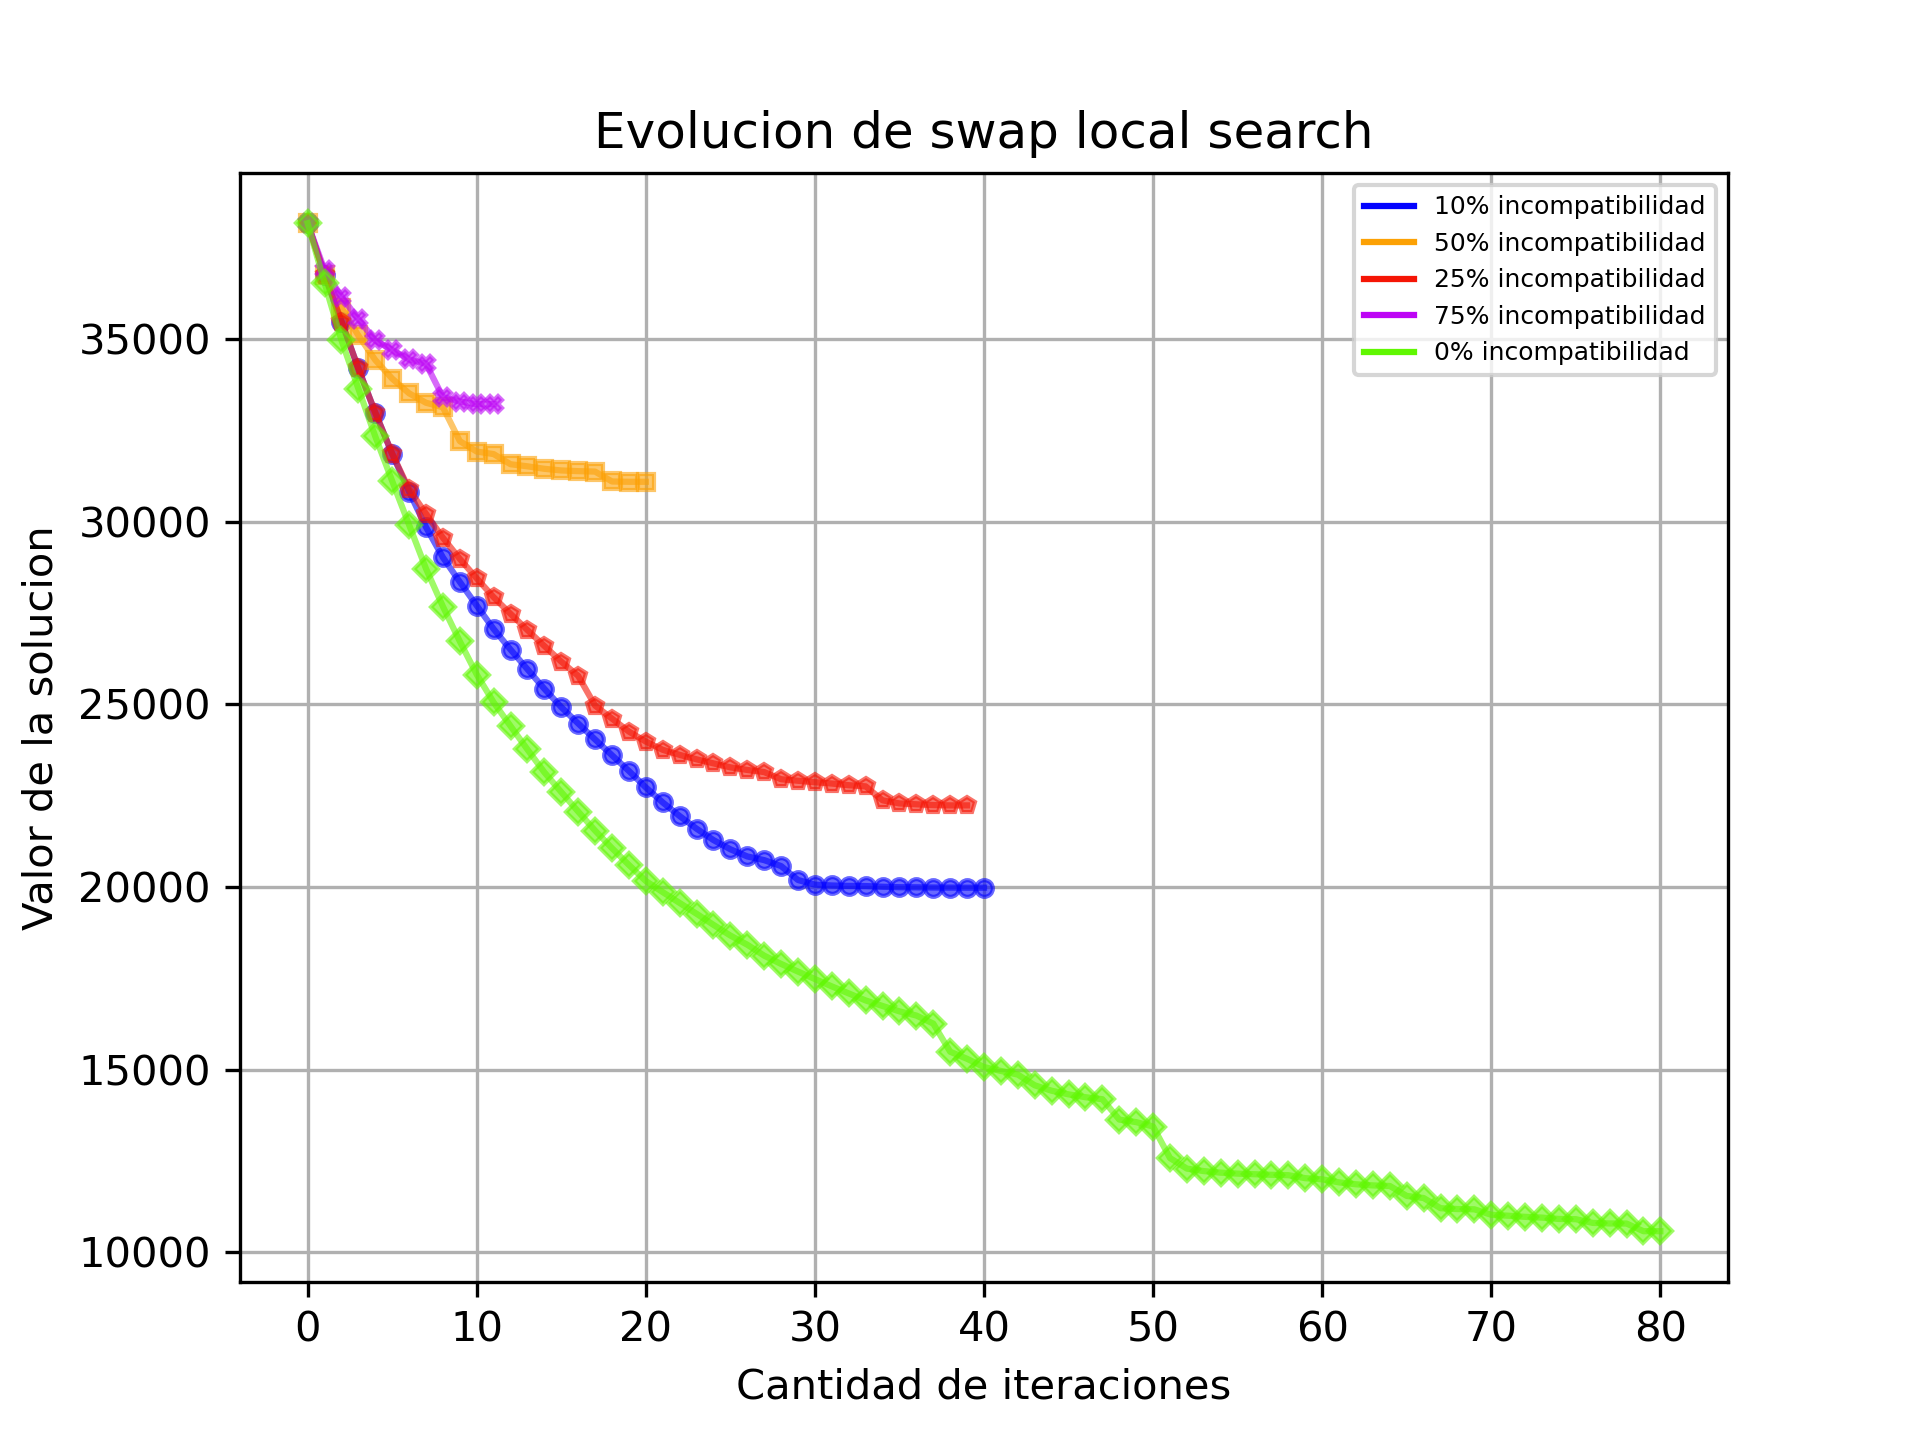 Evolucion de swap local search
10% incompatibilidad
50% incompatibilidad
25% incompatibilidad
75% incompatibilidad
0% incompatibilidad
Valor de la solucion
35000
30000
25000
20000
15000
10000
0 10 20 30 40 50 60 70 80
Cantidad de iteraciones